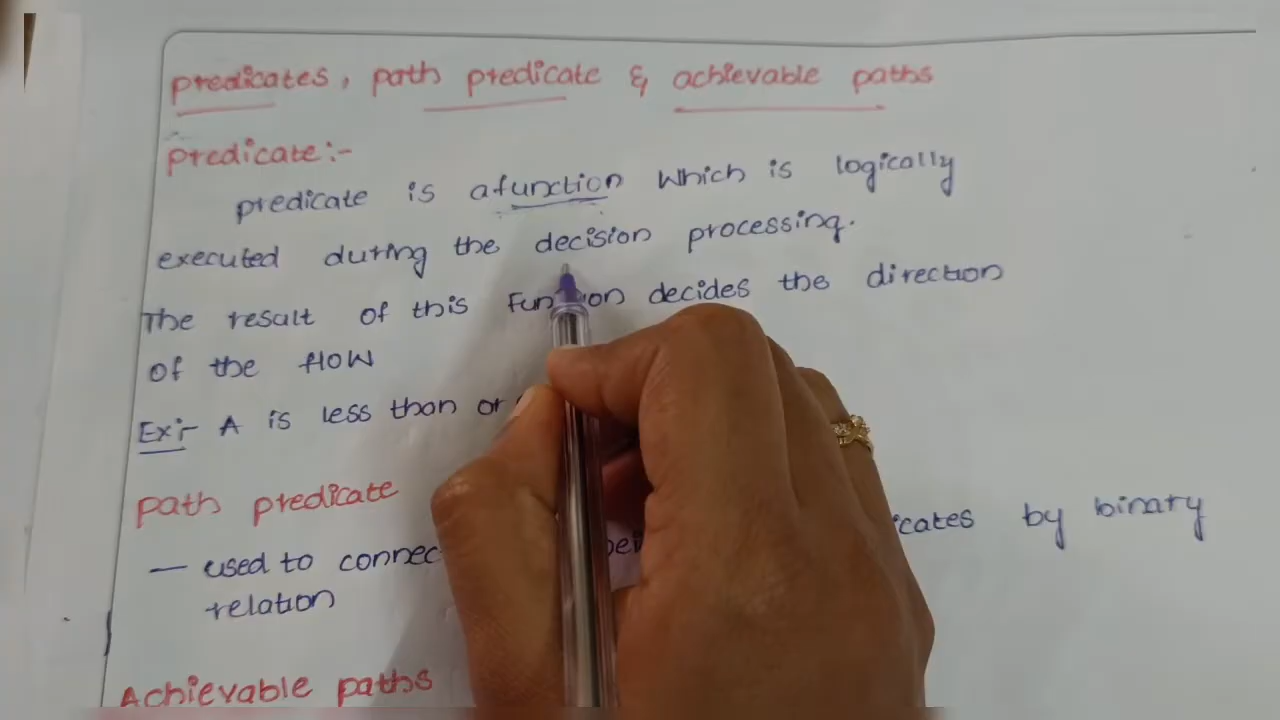 predicates, path predicate & achievable paths
predicate:-
predicate is a function which is logically
executed during the decision processing.
The result of this function decides the direction
of the flow
Ex:- A is less than or
path predicate
— used to connec icates by binary
relation
Achievable paths